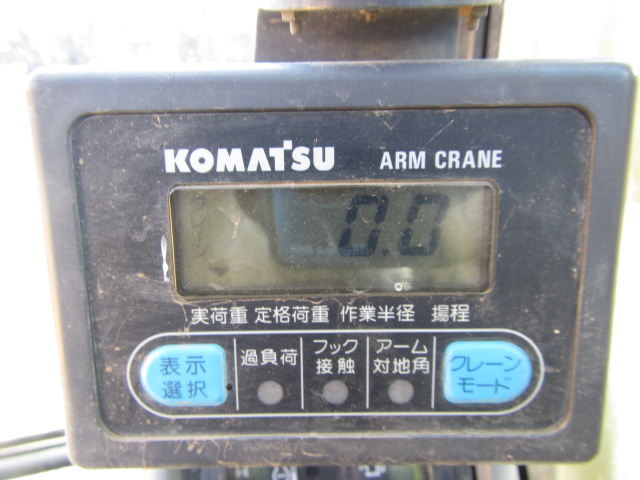 KOMATSU ARM CRANE
0.0
実荷重 定格荷重 作業半径 揚程
表示
選択
過負荷
フック
接触
アーム
対地角
クレーン
モード